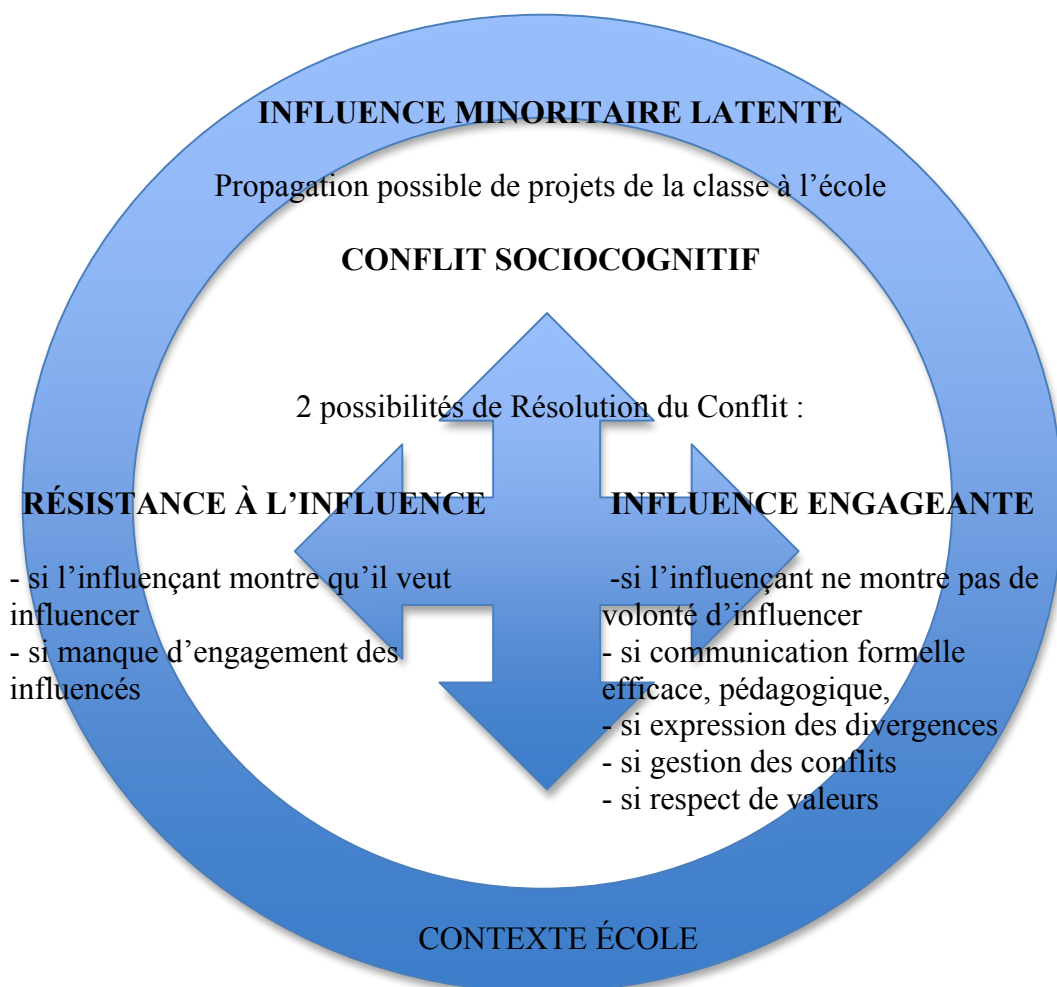 INFLUENCE MINORITAIRE LATENTE
Propagation possible de projets de la classe à l’école
CONFLIT SOCIOCOGNITIF
2 possibilités de Résolution du Conflit :
RÉSISTANCE À L’INFLUENCE
- si l’influençant montre qu’il veut
influencer
- si manque d’engagement des
influencés
INFLUENCE ENGAGEANTE
-si l’influençant ne montre pas de
volonté d’influencer
- si communication formelle
efficace, pédagogique,
- si expression des divergences
- si gestion des conflits
- si respect de valeurs
CONTEXTE ÉCOLE